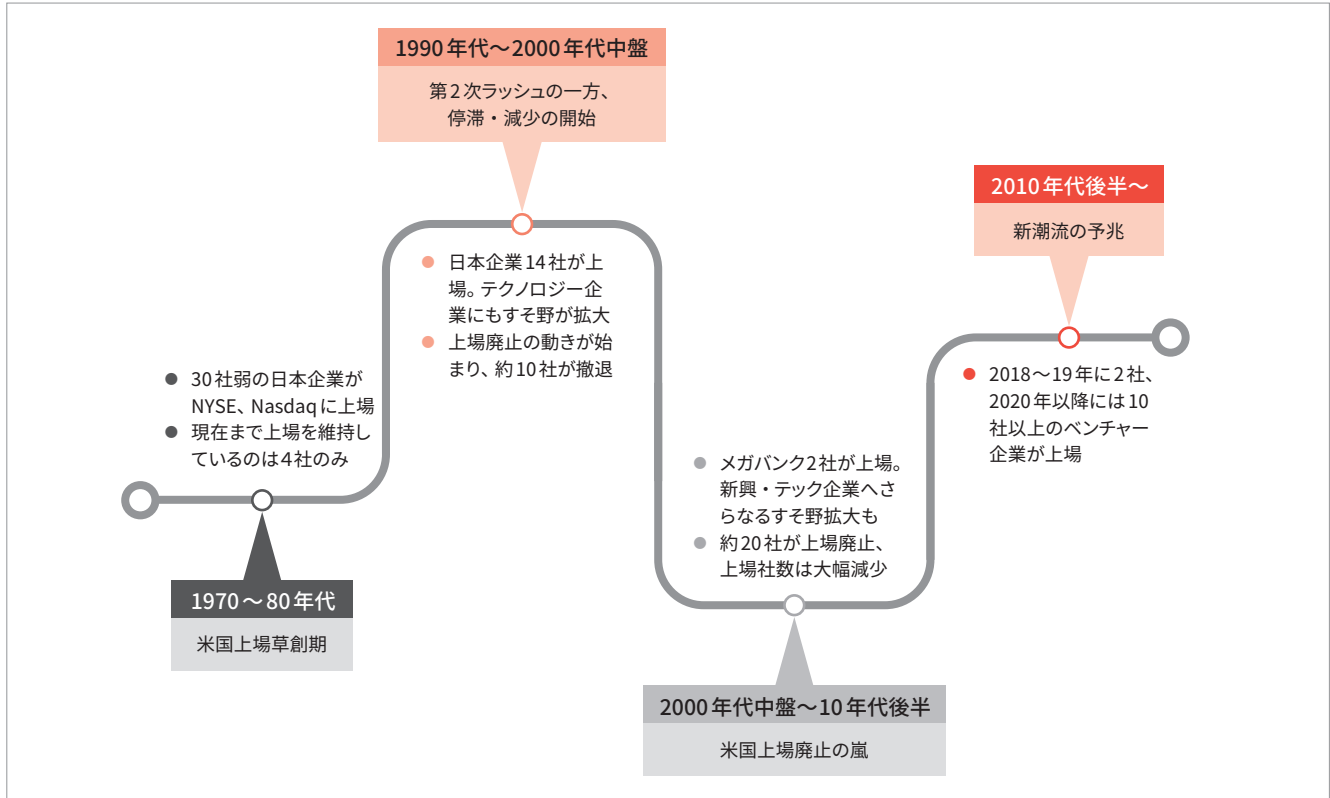 1990年代～2000年代中盤
第2次ラッシュの一方、
停滞・減少の開始
2010年代後半～
新潮流の予兆
● 日本企業14社が上
場。テクノロジー企
業にもすそ野が拡大
● 上場廃止の動きが始
まり、約10社が撤退
● 30社弱の日本企業が
NYSE、Nasdaqに上場
● 現在まで上場を維持し
ているのは4社のみ
● 2018～19年に2社、
2020年以降には10
社以上のベンチャー
企業が上場
● メガバンク2社が上場。
新興・テック企業へさ
らなるすそ野拡大も
● 約20社が上場廃止、
上場社数は大幅減少
1970～80年代
米国上場草創期
2000年代中盤～10年代後半
米国上場廃止の嵐